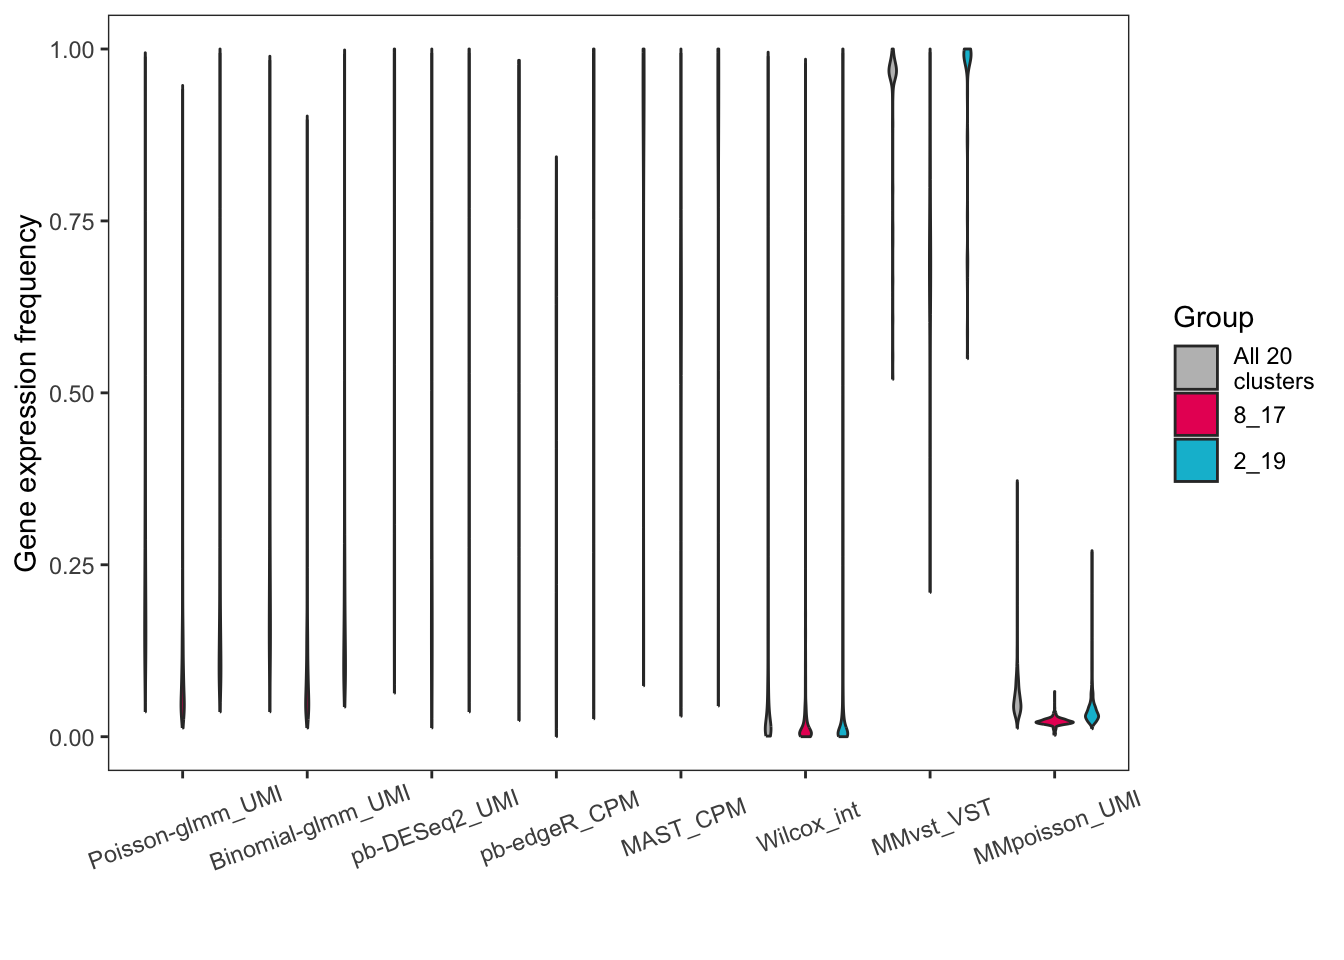 Gene expression frequency
1.00
0.75
0.50
0.25
0.00
Poisson-glmm_UMI
Binomial-glmm_UMI
pb-DESeq2_UMI
pb-edgeR_CPM
MAST_CPM
Wilcox_int
MMvst_VST
MMpoisson_UMI
Group
All 20
clusters
8_17
2_19